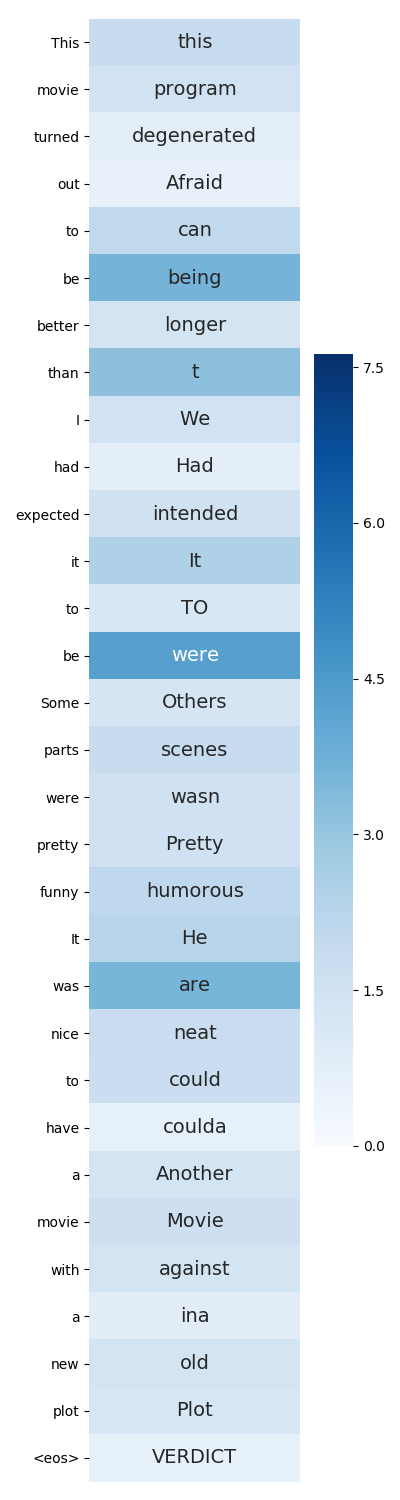 This this
movie program
turned degenerated
out Afraid
to can
be being
better longer
than t
7.5
I We
had Had
expected intended
6.0
it It
to TO
be were
4.5
Some Others
parts scenes
were wasn
3.0
pretty Pretty
funny humorous
It He
was are
1.5
nice neat
to could
have coulda
0.0
a Another
movie Movie
with against
a ina
new old
plot Plot
<eos> VERDICT